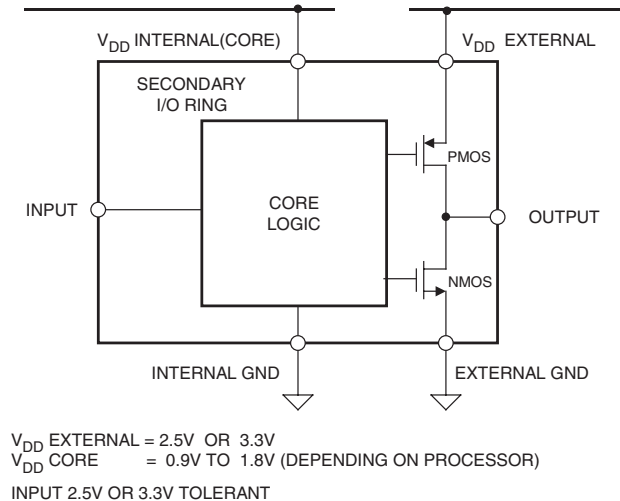 V_DD INTERNAL(CORE)
V_DD EXTERNAL
SECONDARY
I/O RING
PMOS
INPUT
CORE
LOGIC
OUTPUT
NMOS
INTERNAL GND
EXTERNAL GND
V_DD EXTERNAL = 2.5V OR 3.3V
V_DD CORE = 0.9V TO 1.8V (DEPENDING ON PROCESSOR)
INPUT 2.5V OR 3.3V TOLERANT